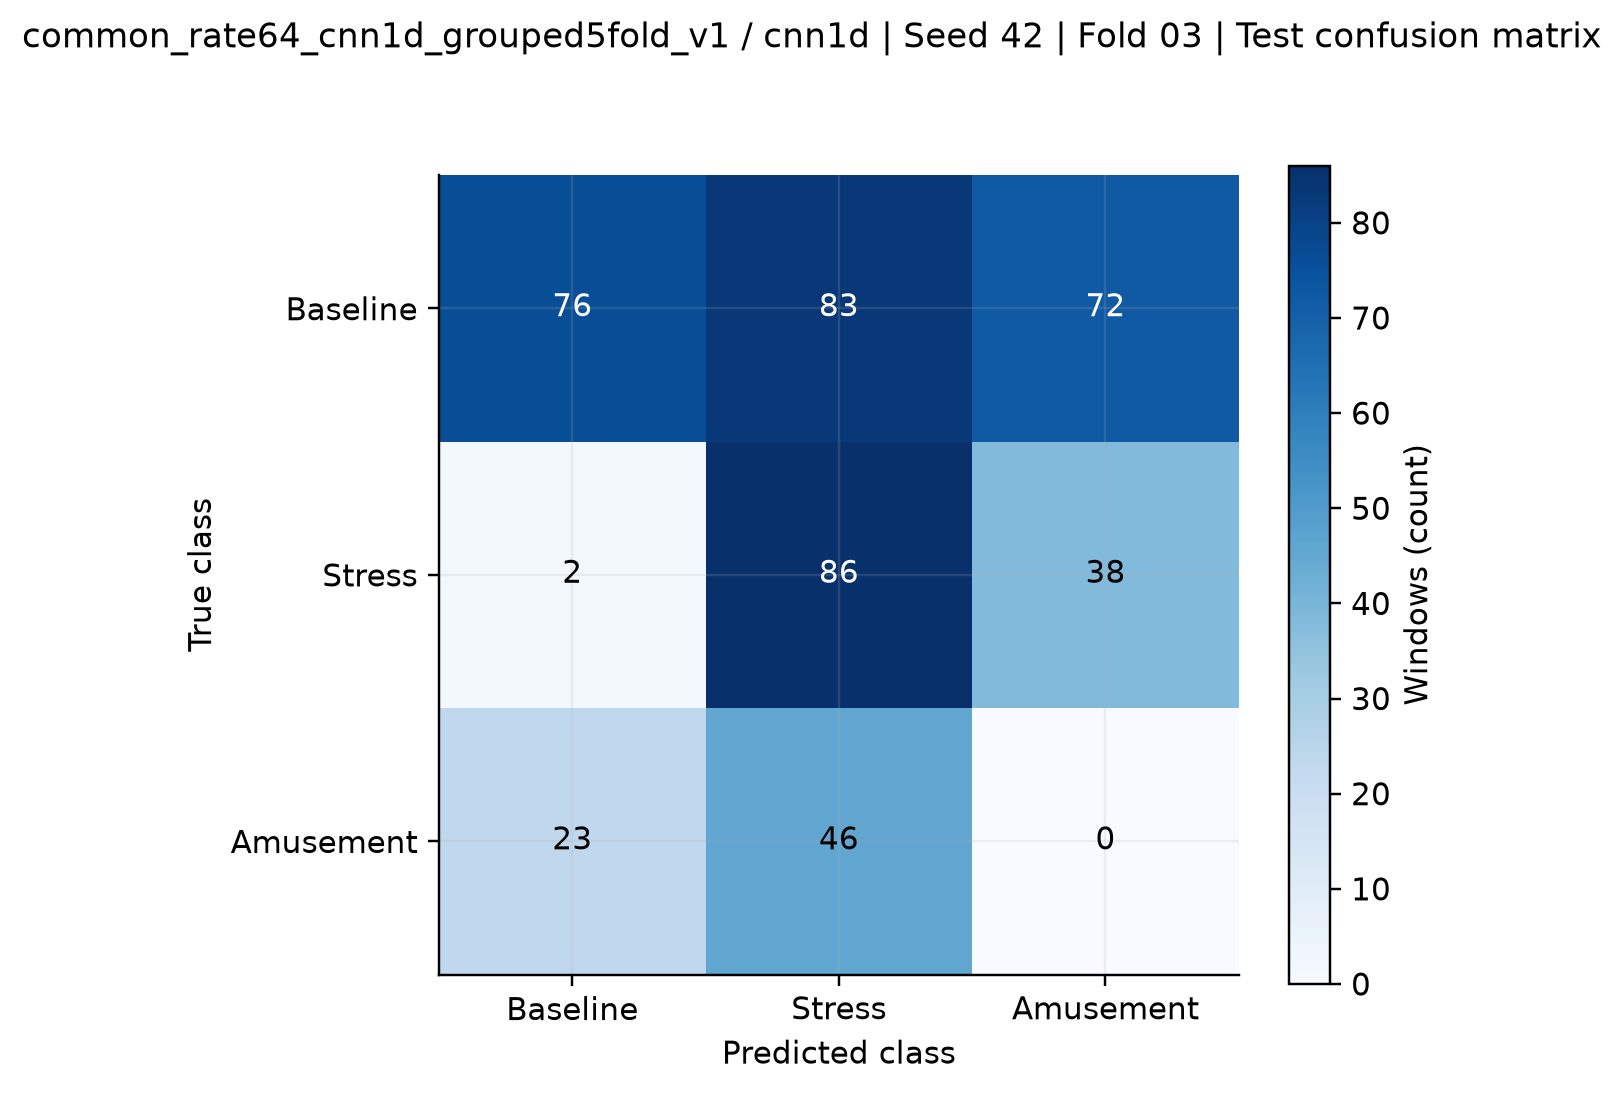 common_rate64_cnn1d_grouped5fold_v1 / cnn1d | Seed 42 | Fold 03 | Test confusion matrix
True class
Baseline
Stress
Amusement
76 83 72
2 86 38
23 46 0
Baseline Stress Amusement
Predicted class
80
70
60
50
40
30
20
10
0
Windows (count)